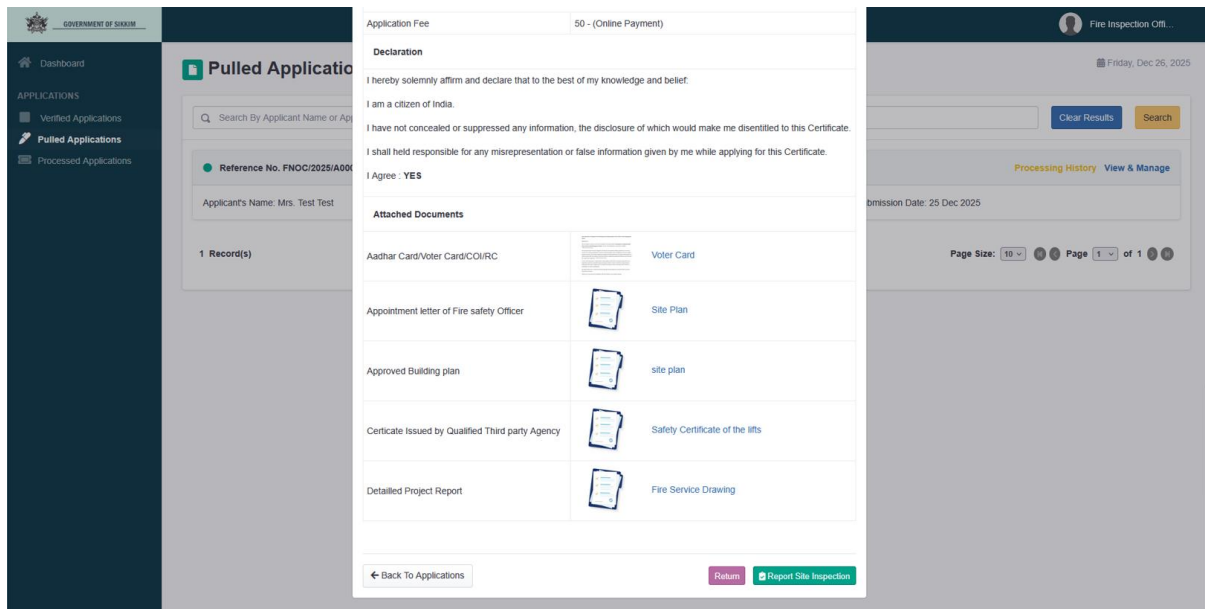 GOVERNMENT OF SIKKIM
Fire Inspection Offi...
Dashboard
APPLICATIONS
Verified Applications
Pulled Applications
Processed Applications
Pulled Applicatio
Friday, Dec 26, 2025
Search By Applicant Name or Ap
Clear Results
Search
Reference No. FNOC/2025/A000
Processing History View & Manage
Applicant's Name: Mrs. Test Test
bmission Date: 25 Dec 2025
1 Record(s)
Page Size: 10 Page 1 of 1
Application Fee 50 - (Online Payment)
Declaration
I hereby solemnly affirm and declare that to the best of my knowledge and belief:
I am a citizen of India.
I have not concealed or suppressed any information, the disclosure of which would make me disentitled to this Certificate.
I shall held responsible for any misrepresentation or false information given by me while applying for this Certificate.
I Agree : YES
Attached Documents
Aadhar Card/Voter Card/COI/RC Voter Card
Appointment letter of Fire safety Officer Site Plan
Approved Building plan site plan
Certicate Issued by Qualified Third party Agency Safety Certificate of the lifts
Detailled Project Report Fire Service Drawing
Back To Applications
Return
Report Site Inspection